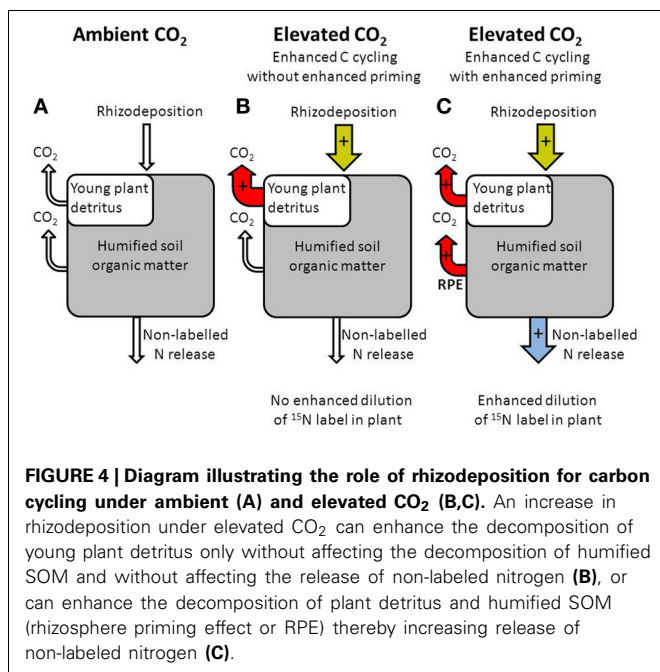 Ambient CO₂
Elevated CO₂
Enhanced C cycling
without enhanced priming
Elevated CO₂
Enhanced C cycling
with enhanced priming
A
Rhizodeposition
CO₂
Young plant
detritus
CO₂
Humified soil
organic matter
Non-labelled
N release
B
Rhizodeposition
+
CO₂
+
Young plant
detritus
CO₂
Humified soil
organic matter
Non-labelled
N release
No enhanced dilution
of ¹⁵N label in plant
C
Rhizodeposition
+
CO₂
+
Young plant
detritus
CO₂
+
RPE
Humified soil
organic matter
+
Non-labelled
N release
Enhanced dilution
of ¹⁵N label in plant
FIGURE 4 | Diagram illustrating the role of rhizodeposition for carbon
cycling under ambient (A) and elevated CO₂ (B,C). An increase in
rhizodeposition under elevated CO₂ can enhance the decomposition of
young plant detritus only without affecting the decomposition of humified
SOM and without affecting the release of non-labeled nitrogen (B), or
can enhance the decomposition of plant detritus and humified SOM
(rhizosphere priming effect or RPE) thereby increasing release of
non-labeled nitrogen (C).